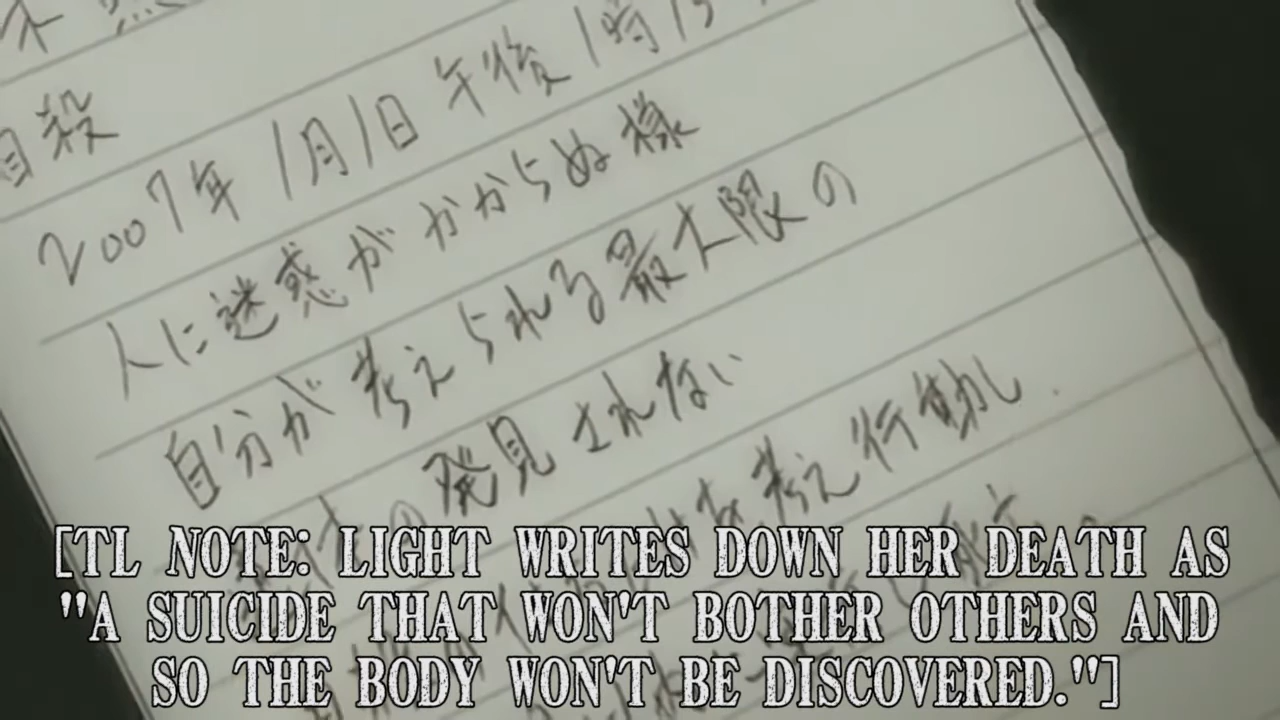 自殺
2007年1月1日午後1時15
人に迷惑がかからぬ様
自分が考えられる最大限の
の発見されない
考え行動し
[TL NOTE: LIGHT WRITES DOWN HER DEATH AS
"A SUICIDE THAT WON'T BOTHER OTHERS AND
SO THE BODY WON'T BE DISCOVERED."]